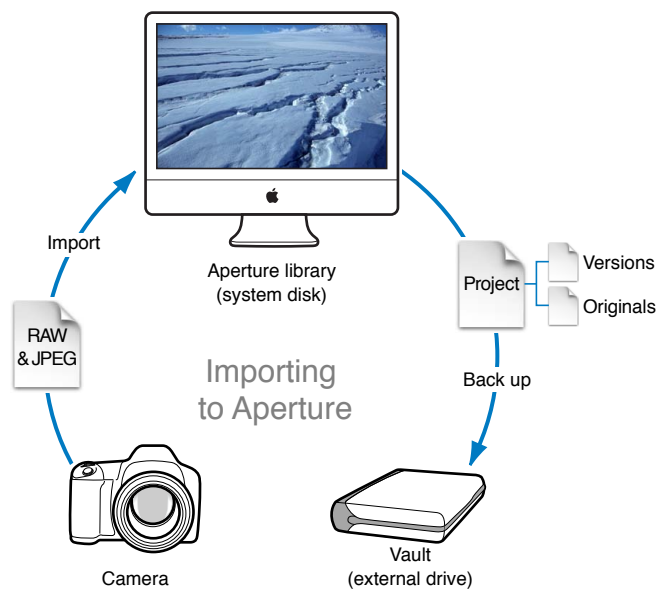 Import
Aperture library
(system disk)
Project
Versions
Originals
RAW
& JPEG
Importing
to Aperture
Back up
Camera
Vault
(external drive)